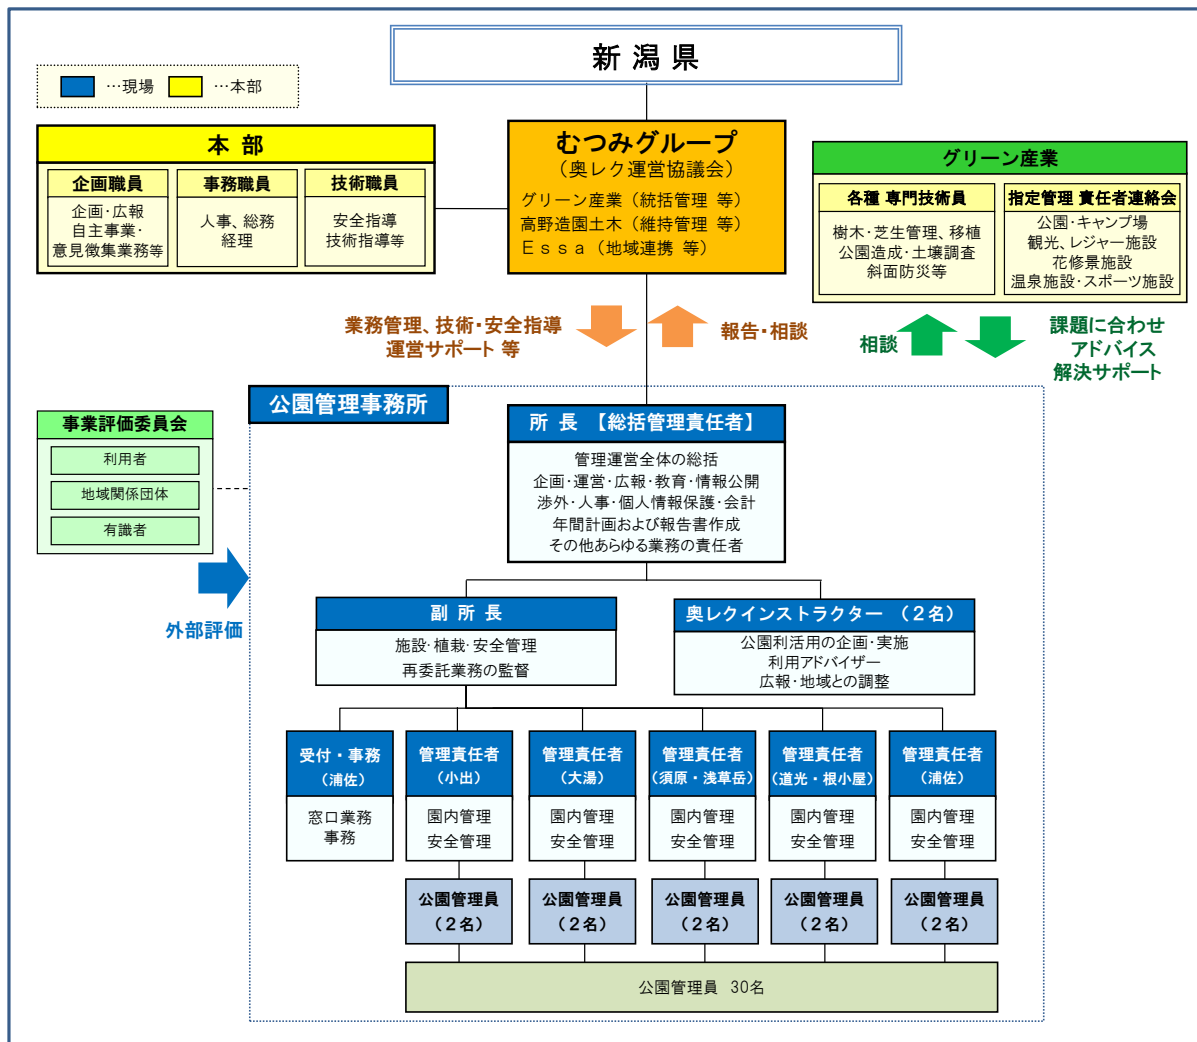 新潟県
…現場
…本部
本部
企画職員
企画・広報
自主事業・
意見徴集業務等
事務職員
人事、総務
経理
技術職員
安全指導
技術指導等
むつみグループ
（奥レク運営協議会）
グリーン産業（統括管理 等）
高野造園土木（維持管理 等）
Ｅｓｓａ（地域連携 等）
グリーン産業
各種 専門技術員
樹木・芝生管理、移植
公園造成・土壌調査
斜面防災等
指定管理 責任者連絡会
公園・キャンプ場
観光、レジャー施設
花修景施設
温泉施設・スポーツ施設
業務管理、技術・安全指導
運営サポート 等
報告・相談
相談
課題に合わせ
アドバイス
解決サポート
公園管理事務所
事業評価委員会
利用者
地域関係団体
有識者
外部評価
所 長 【総括管理責任者】
管理運営全体の総括
企画・運営・広報・教育・情報公開
渉外・人事・個人情報保護・会計
年間計画および報告書作成
その他あらゆる業務の責任者
副所長
施設・植栽・安全管理
再委託業務の監督
奥レクインストラクター （２名）
公園利活用の企画・実施
利用アドバイザー
広報・地域との調整
受付・事務
（浦佐）
窓口業務
事務
管理責任者
（小出）
園内管理
安全管理
管理責任者
（大湯）
園内管理
安全管理
管理責任者
（須原・浅草岳）
園内管理
安全管理
管理責任者
（道光・根小屋）
園内管理
安全管理
管理責任者
（浦佐）
園内管理
安全管理
公園管理員
（２名）
公園管理員
（２名）
公園管理員
（２名）
公園管理員
（２名）
公園管理員
（２名）
公園管理員 30名